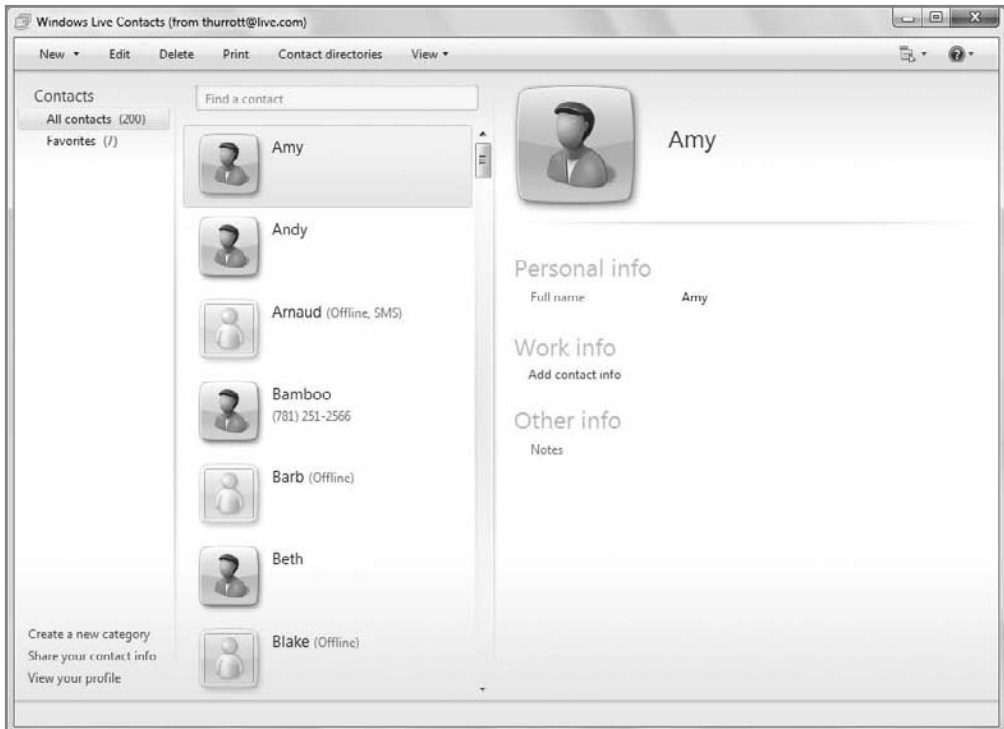 Windows Live Contacts (from thurrott@live.com)
New Edit Delete Print Contact directories View
Contacts
All contacts (200)
Favorites (7)
Create a new category
Share your contact info
View your profile
Find a contact
Amy
Andy
Arnaud (Offline, SMS)
Bamboo
(781) 251-2566
Barb (Offline)
Beth
Blake (Offline)
Amy
Personal info
Full name Amy
Work info
Add contact info
Other info
Notes